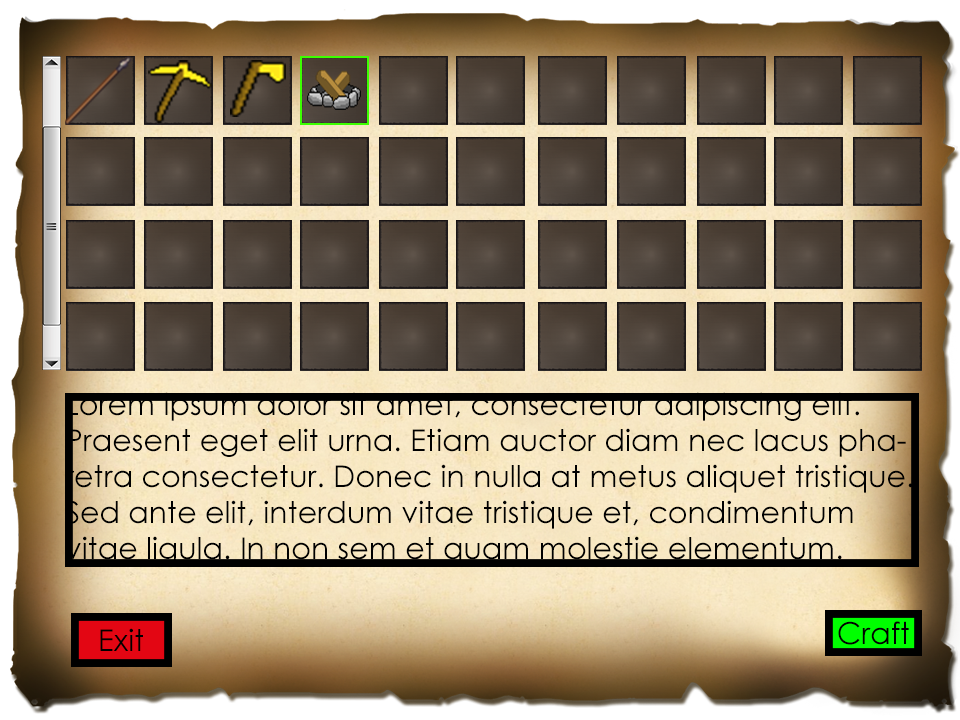 Lorem ipsum dolor sit amet, consectetur adipiscing elit.
Praesent eget elit urna. Etiam auctor diam nec lacus pha-
retra consectetur. Donec in nulla at metus aliquet tristique.
Sed ante elit, interdum vitae tristique et, condimentum
vitae ligula. In non sem et quam molestie elementum.
Exit
Craft